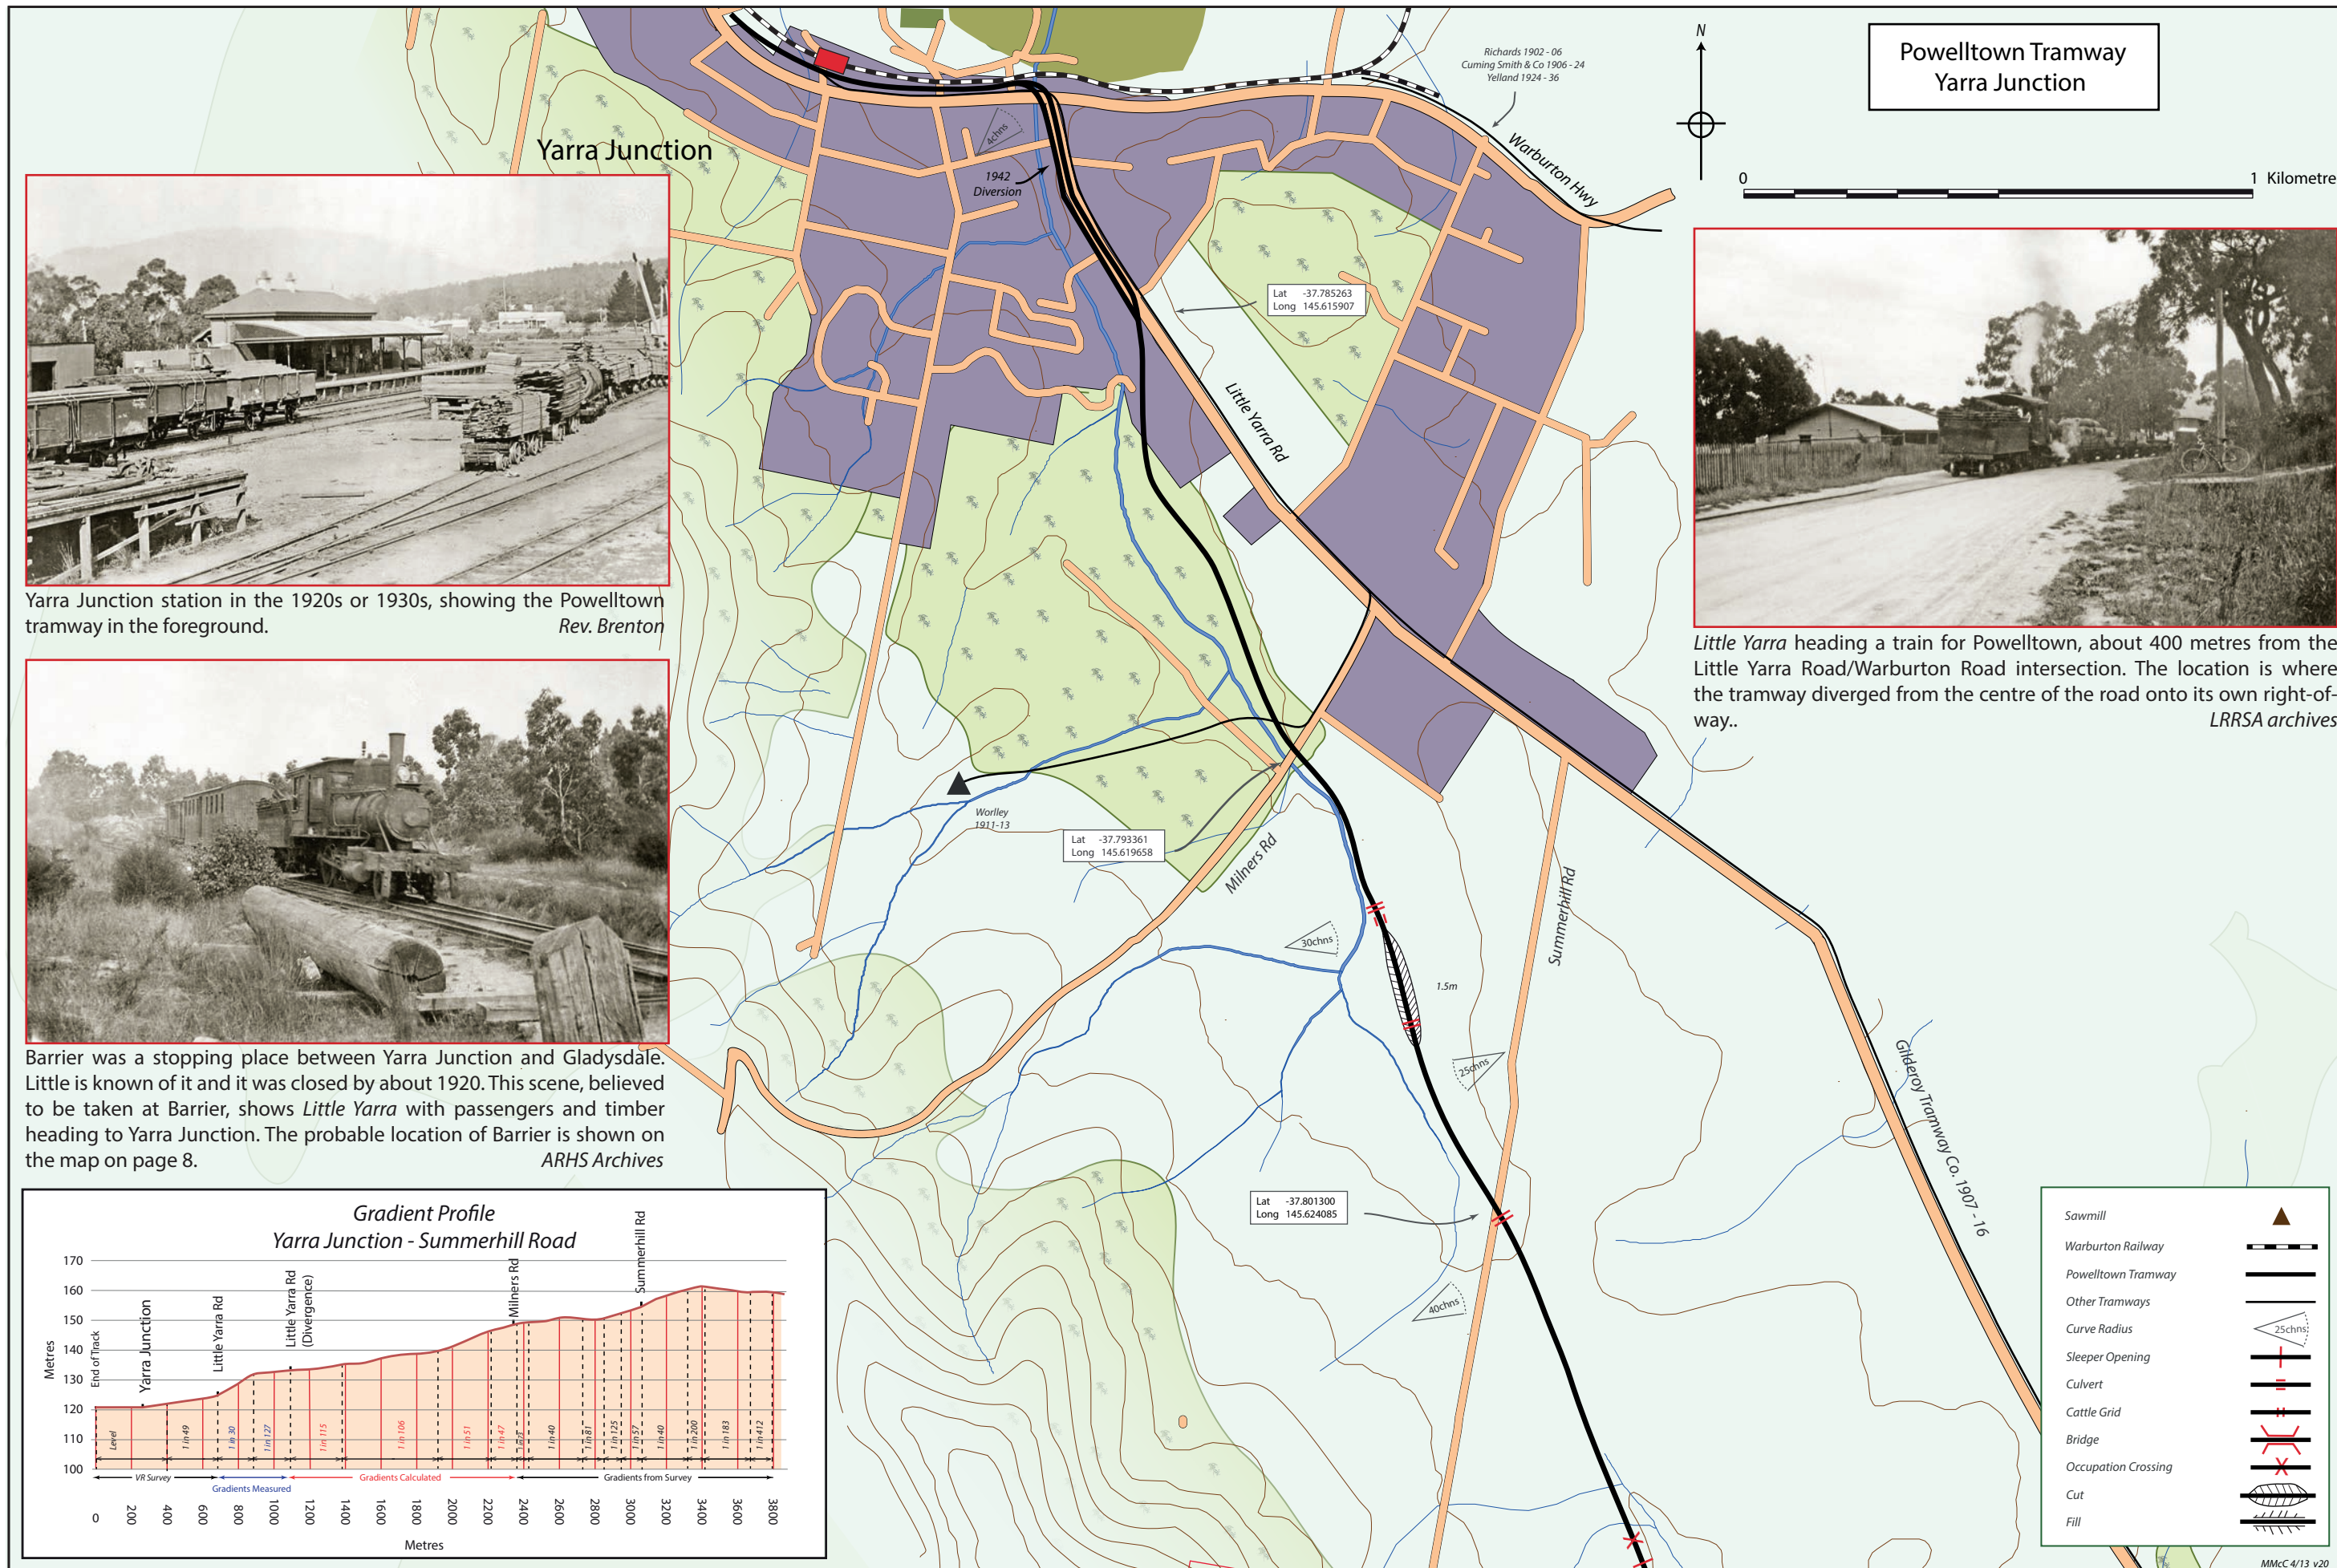 Powelltown Tramway
Yarra Junction
N
0
1 Kilometre
Richards 1902 - 06
Cuming Smith & Co 1906 - 24
Yelland 1924 - 36
Warburton Hwy
Yarra Junction
4chns
1942
Diversion
Lat -37.785263
Long 145.615907
Little Yarra Rd
Yarra Junction station in the 1920s or 1930s, showing the Powelltown
tramway in the foreground. Rev. Brenton
Little Yarra heading a train for Powelltown, about 400 metres from the
Little Yarra Road/Warburton Road intersection. The location is where
the tramway diverged from the centre of the road onto its own right-of-
way.. LRRSA archives
Worlley
1911-13
Lat -37.793361
Long 145.619658
Milners Rd
Summerhill Rd
30chns
1.5m
25chns
Gilderoy Tramway Co. 1907 - 16
Barrier was a stopping place between Yarra Junction and Gladysdale.
Little is known of it and it was closed by about 1920. This scene, believed
to be taken at Barrier, shows Little Yarra with passengers and timber
heading to Yarra Junction. The probable location of Barrier is shown on
the map on page 8. ARHS Archives
Lat -37.801300
Long 145.624085
40chns
Gradient Profile
Yarra Junction - Summerhill Road
Metres
170
160
150
140
130
120
110
100
End of Track
Yarra Junction
Little Yarra Rd
Little Yarra Rd
(Divergence)
Milners Rd
Summerhill Rd
Level
1 in 49
1 in 30
1 in 127
1 in 115
1 in 106
1 in 51
1 in 47
1 in 40
1 in 81
1 in 125
1 in 57
1 in 40
1 in 200
1 in 183
1 in 412
VR Survey
Gradients Measured
Gradients Calculated
Gradients from Survey
0
200
400
600
800
1000
1200
1400
1600
1800
2000
2200
2400
2600
2800
3000
3200
3400
3600
3800
Metres
Sawmill
Warburton Railway
Powelltown Tramway
Other Tramways
Curve Radius
25chns
Sleeper Opening
Culvert
Cattle Grid
Bridge
Occupation Crossing
Cut
Fill
MMcC 4/13 v20